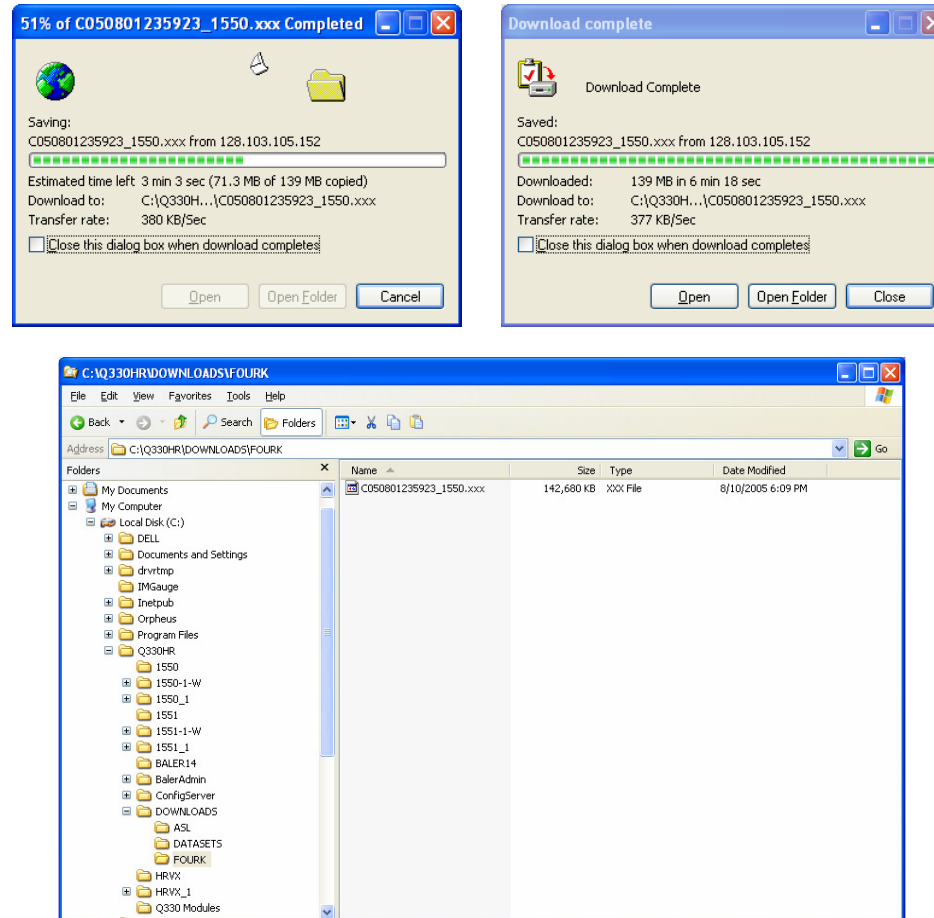 51% of C050801235923_1550.xxx Completed
Saving:
C050801235923_1550.xxx from 128.103.105.152
Estimated time left 3 min 3 sec (71.3 MB of 139 MB copied)
Download to: C:\Q330H...\C050801235923_1550.xxx
Transfer rate: 380 KB/Sec
Close this dialog box when download completes
Open Open Folder Cancel
Download complete
Download Complete
Saved:
C050801235923_1550.xxx from 128.103.105.152
Downloaded: 139 MB in 6 min 18 sec
Download to: C:\Q330H...\C050801235923_1550.xxx
Transfer rate: 377 KB/Sec
Close this dialog box when download completes
Open Open Folder Close
C:\Q330HR\DOWNLOADS\FOURK
File Edit View Favorites Tools Help
Back Search Folders
Address C:\Q330HR\DOWNLOADS\FOURK Go
Folders Name Size Type Date Modified
My Documents C050801235923_1550.xxx 142,680 KB XXX File 8/10/2005 6:09 PM
My Computer
Local Disk (C:)
DELL
Documents and Settings
drvrtmp
IMGauge
Inetpub
Orpheus
Program Files
Q330HR
1550
1550-1-W
1550_1
1551
1551-1-W
1551_1
BALER14
BalerAdmin
ConfigServer
DOWNLOADS
ASL
DATASETS
FOURK
HRVX
HRVX_1
Q330 Modules